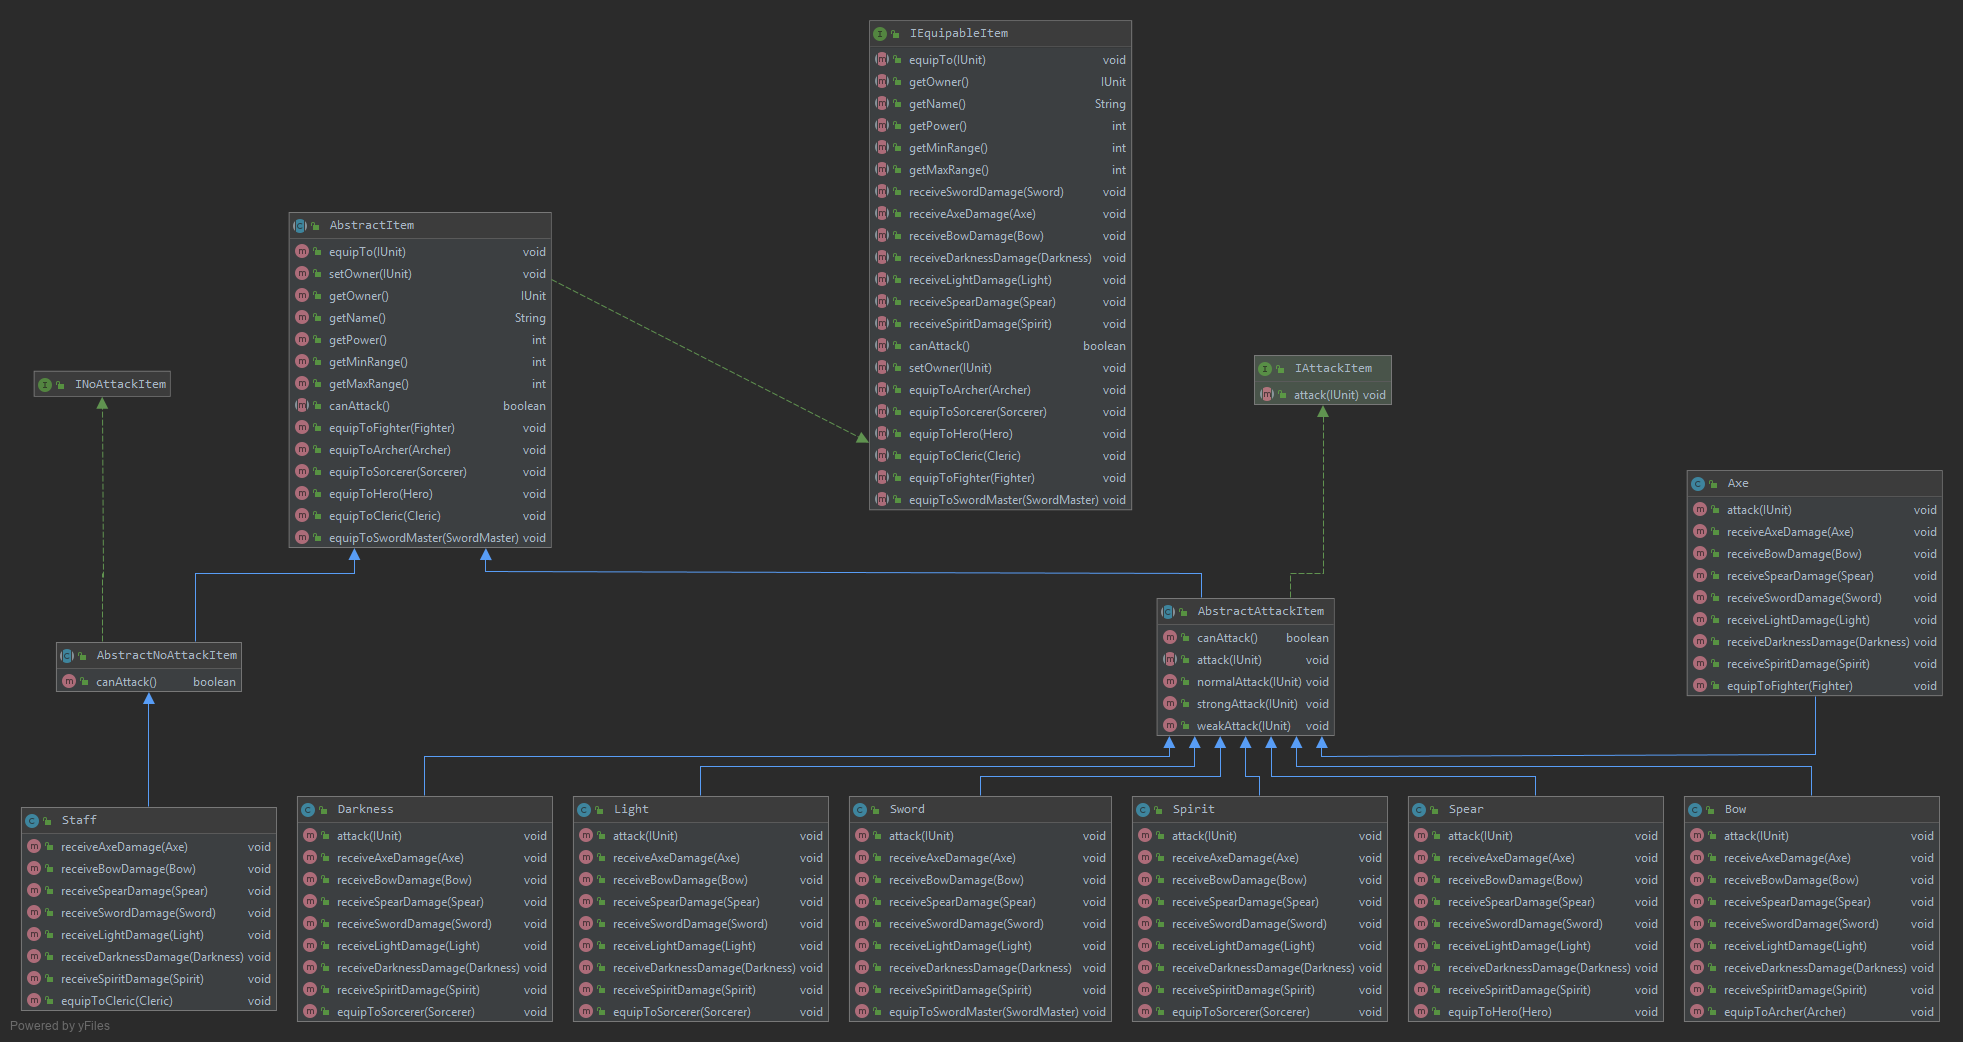 IEquipableItem
equipTo(IUnit) void
getOwner() IUnit
getName() String
getPower() int
getMinRange() int
getMaxRange() int
receiveSwordDamage(Sword) void
receiveAxeDamage(Axe) void
receiveBowDamage(Bow) void
receiveDarknessDamage(Darkness) void
receiveLightDamage(Light) void
receiveSpearDamage(Spear) void
receiveSpiritDamage(Spirit) void
canAttack() boolean
setOwner(IUnit) void
equipToArcher(Archer) void
equipToSorcerer(Sorcerer) void
equipToHero(Hero) void
equipToCleric(Cleric) void
equipToFighter(Fighter) void
equipToSwordMaster(SwordMaster) void
AbstractItem
equipTo(IUnit) void
setOwner(IUnit) void
getOwner() IUnit
getName() String
getPower() int
getMinRange() int
getMaxRange() int
canAttack() boolean
equipToFighter(Fighter) void
equipToArcher(Archer) void
equipToSorcerer(Sorcerer) void
equipToHero(Hero) void
equipToCleric(Cleric) void
equipToSwordMaster(SwordMaster) void
INoAttackItem
IAttackItem
attack(IUnit) void
Axe
attack(IUnit) void
receiveAxeDamage(Axe) void
receiveBowDamage(Bow) void
receiveSpearDamage(Spear) void
receiveSwordDamage(Sword) void
receiveLightDamage(Light) void
receiveDarknessDamage(Darkness) void
receiveSpiritDamage(Spirit) void
equipToFighter(Fighter) void
AbstractAttackItem
canAttack() boolean
attack(IUnit) void
normalAttack(IUnit) void
strongAttack(IUnit) void
weakAttack(IUnit) void
AbstractNoAttackItem
canAttack() boolean
Staff
receiveAxeDamage(Axe) void
receiveBowDamage(Bow) void
receiveSpearDamage(Spear) void
receiveSwordDamage(Sword) void
receiveLightDamage(Light) void
receiveDarknessDamage(Darkness) void
receiveSpiritDamage(Spirit) void
equipToCleric(Cleric) void
Darkness
attack(IUnit) void
receiveAxeDamage(Axe) void
receiveBowDamage(Bow) void
receiveSpearDamage(Spear) void
receiveSwordDamage(Sword) void
receiveLightDamage(Light) void
receiveDarknessDamage(Darkness) void
receiveSpiritDamage(Spirit) void
equipToSorcerer(Sorcerer) void
Light
attack(IUnit) void
receiveAxeDamage(Axe) void
receiveBowDamage(Bow) void
receiveSpearDamage(Spear) void
receiveSwordDamage(Sword) void
receiveLightDamage(Light) void
receiveDarknessDamage(Darkness) void
receiveSpiritDamage(Spirit) void
equipToSorcerer(Sorcerer) void
Sword
attack(IUnit) void
receiveAxeDamage(Axe) void
receiveBowDamage(Bow) void
receiveSpearDamage(Spear) void
receiveSwordDamage(Sword) void
receiveLightDamage(Light) void
receiveDarknessDamage(Darkness) void
receiveSpiritDamage(Spirit) void
equipToSwordMaster(SwordMaster) void
Spirit
attack(IUnit) void
receiveAxeDamage(Axe) void
receiveBowDamage(Bow) void
receiveSpearDamage(Spear) void
receiveSwordDamage(Sword) void
receiveLightDamage(Light) void
receiveDarknessDamage(Darkness) void
receiveSpiritDamage(Spirit) void
equipToSorcerer(Sorcerer) void
Spear
attack(IUnit) void
receiveAxeDamage(Axe) void
receiveBowDamage(Bow) void
receiveSpearDamage(Spear) void
receiveSwordDamage(Sword) void
receiveLightDamage(Light) void
receiveDarknessDamage(Darkness) void
receiveSpiritDamage(Spirit) void
equipToHero(Hero) void
Bow
attack(IUnit) void
receiveAxeDamage(Axe) void
receiveBowDamage(Bow) void
receiveSpearDamage(Spear) void
receiveSwordDamage(Sword) void
receiveLightDamage(Light) void
receiveDarknessDamage(Darkness) void
receiveSpiritDamage(Spirit) void
equipToArcher(Archer) void
Powered by yFiles